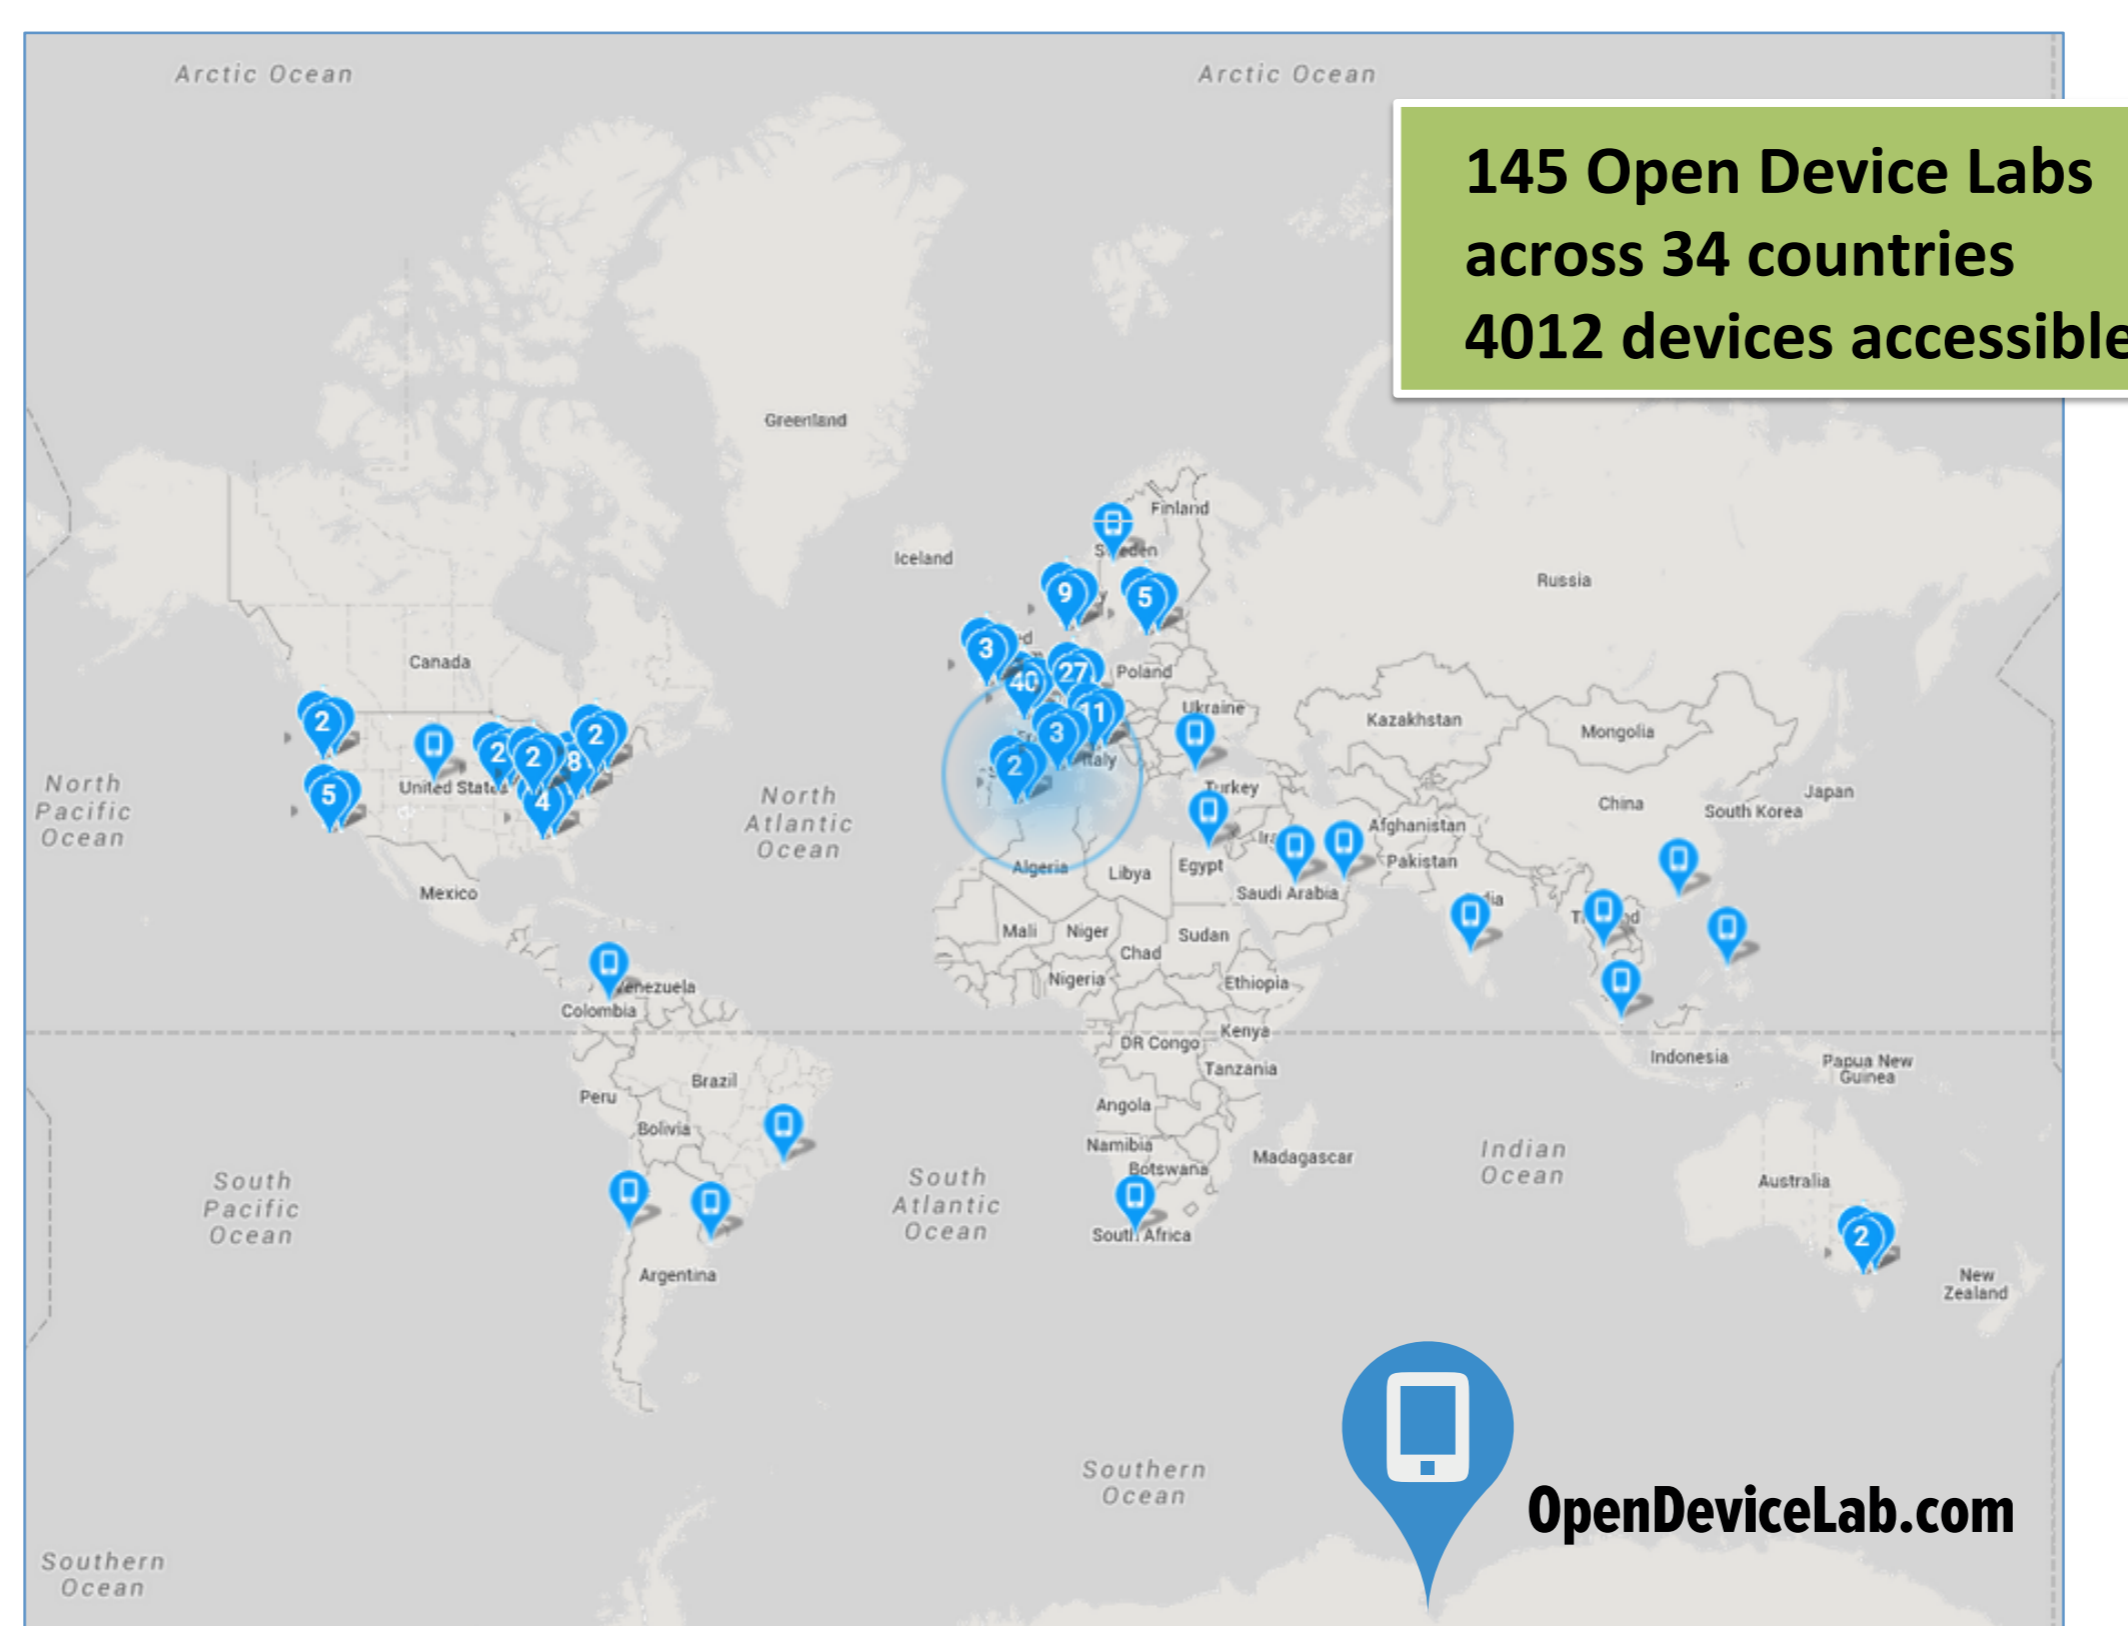 Arctic Ocean
Arctic Ocean
145 Open Device Labs
across 34 countries
4012 devices accessible
Greenland
Finland
Iceland
Russia
9
5
3
Canada
40
27
Poland
11
Ukraine
Kazakhstan
Mongolia
2
2
2
2
8
3
2
Italy
United States
5
4
North
Pacific
Ocean
North
Atlantic
Ocean
Turkey
China
Japan
South Korea
Afghanistan
Algeria
Libya
Egypt
Pakistan
Mexico
Saudi Arabia
Mali
Niger
Sudan
Chad
Nigeria
Ethiopia
Venezuela
Colombia
DR Congo
Kenya
Indonesia
Papua New
Guinea
Tanzania
Brazil
Peru
Angola
Bolivia
Namibia
Botswana
Madagascar
Indian
Ocean
Australia
South
Pacific
Ocean
South
Atlantic
Ocean
South Africa
2
Argentina
New
Zealand
Southern
Ocean
OpenDeviceLab.com
Southern
Ocean